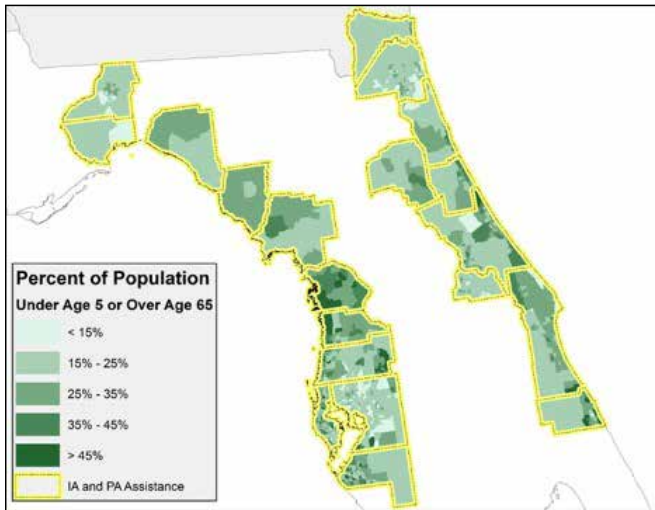 Percent of Population
Under Age 5 or Over Age 65
< 15%
15% - 25%
25% - 35%
35% - 45%
> 45%
IA and PA Assistance